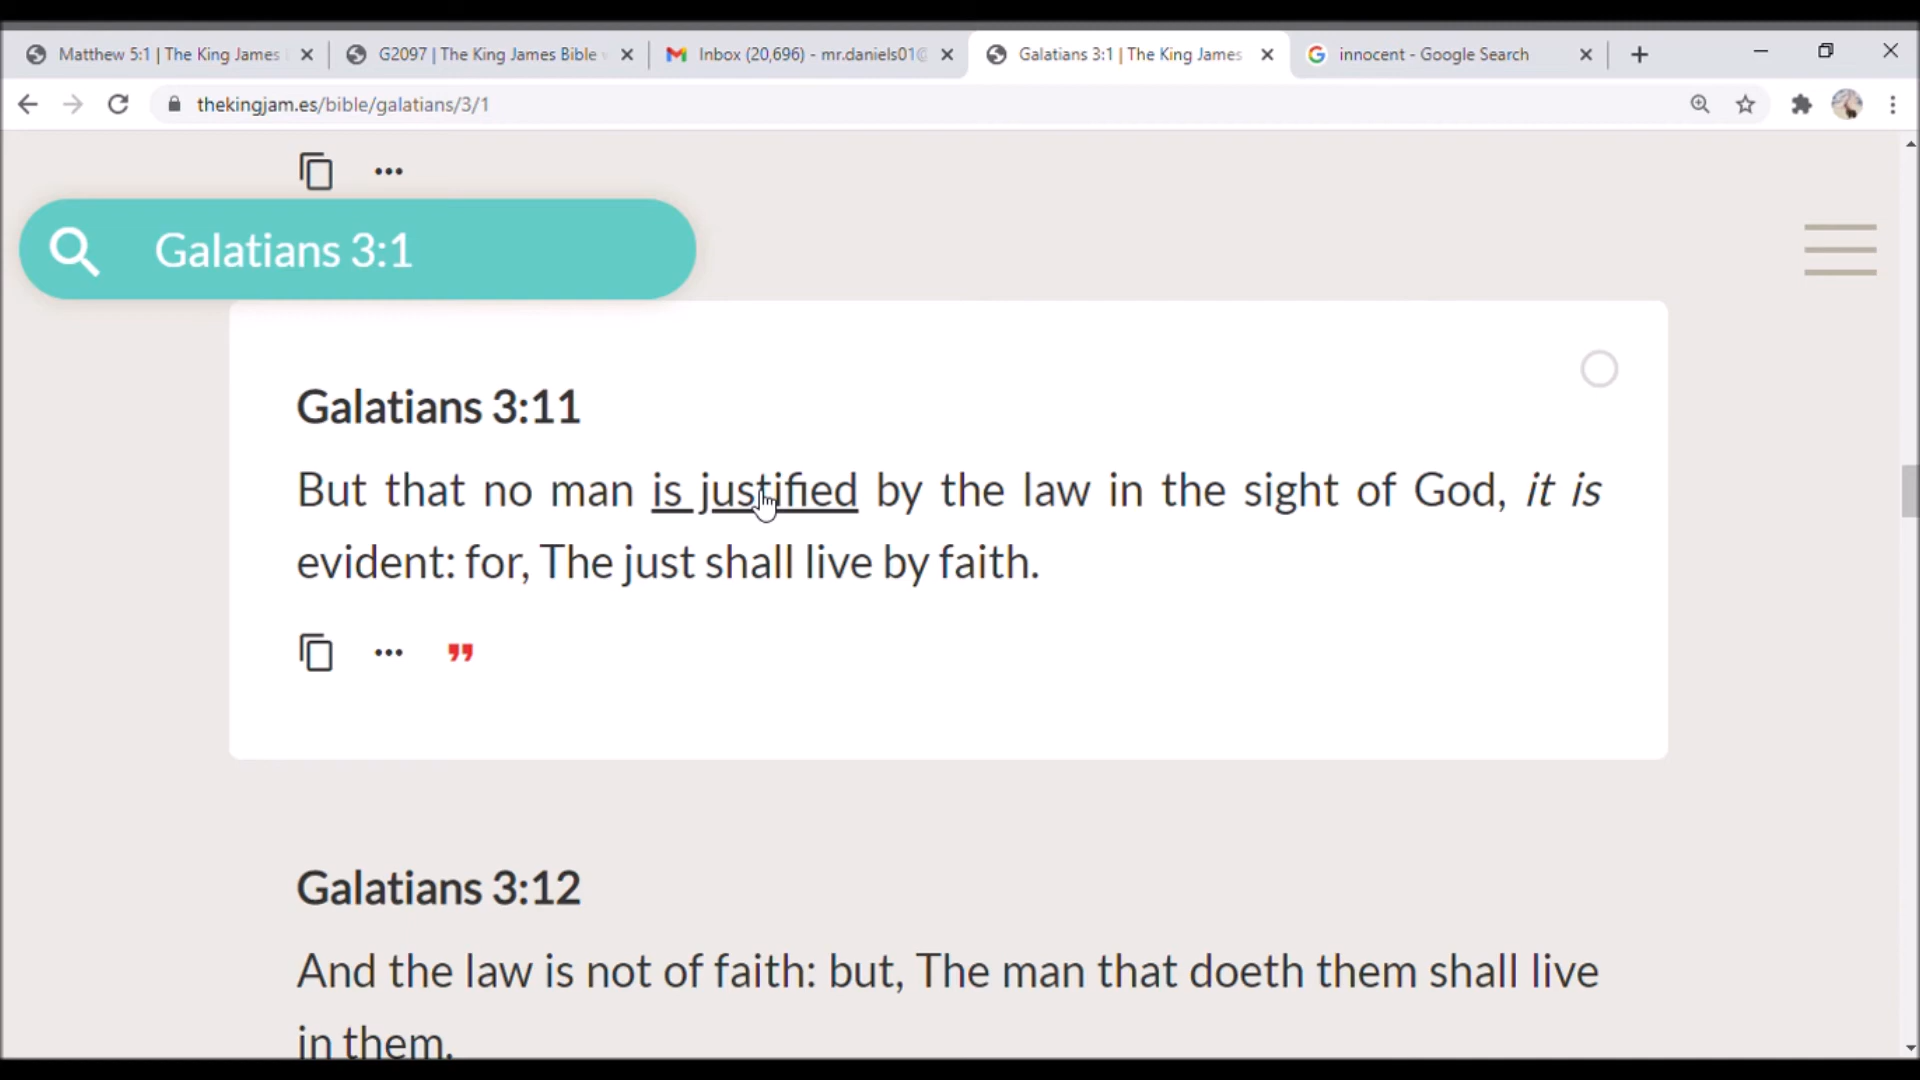 Matthew 5:1 | The King James
G2097 | The King James Bible
Inbox (20,696) - mr.daniels01@
Galatians 3:1 | The King James
innocent - Google Search
thekingjam.es/bible/galatians/3/1
Galatians 3:1
Galatians 3:11
But that no man is justified by the law in the sight of God, it is
evident: for, The just shall live by faith.
Galatians 3:12
And the law is not of faith: but, The man that doeth them shall live
in them.